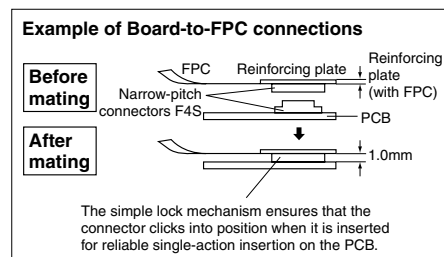 Example of Board-to-FPC connections
Before
mating
FPC
Reinforcing plate
Reinforcing
plate
(with FPC)
Narrow-pitch
connectors F4S
PCB
After
mating
1.0mm
The simple lock mechanism ensures that the
connector clicks into position when it is inserted
for reliable single-action insertion on the PCB.